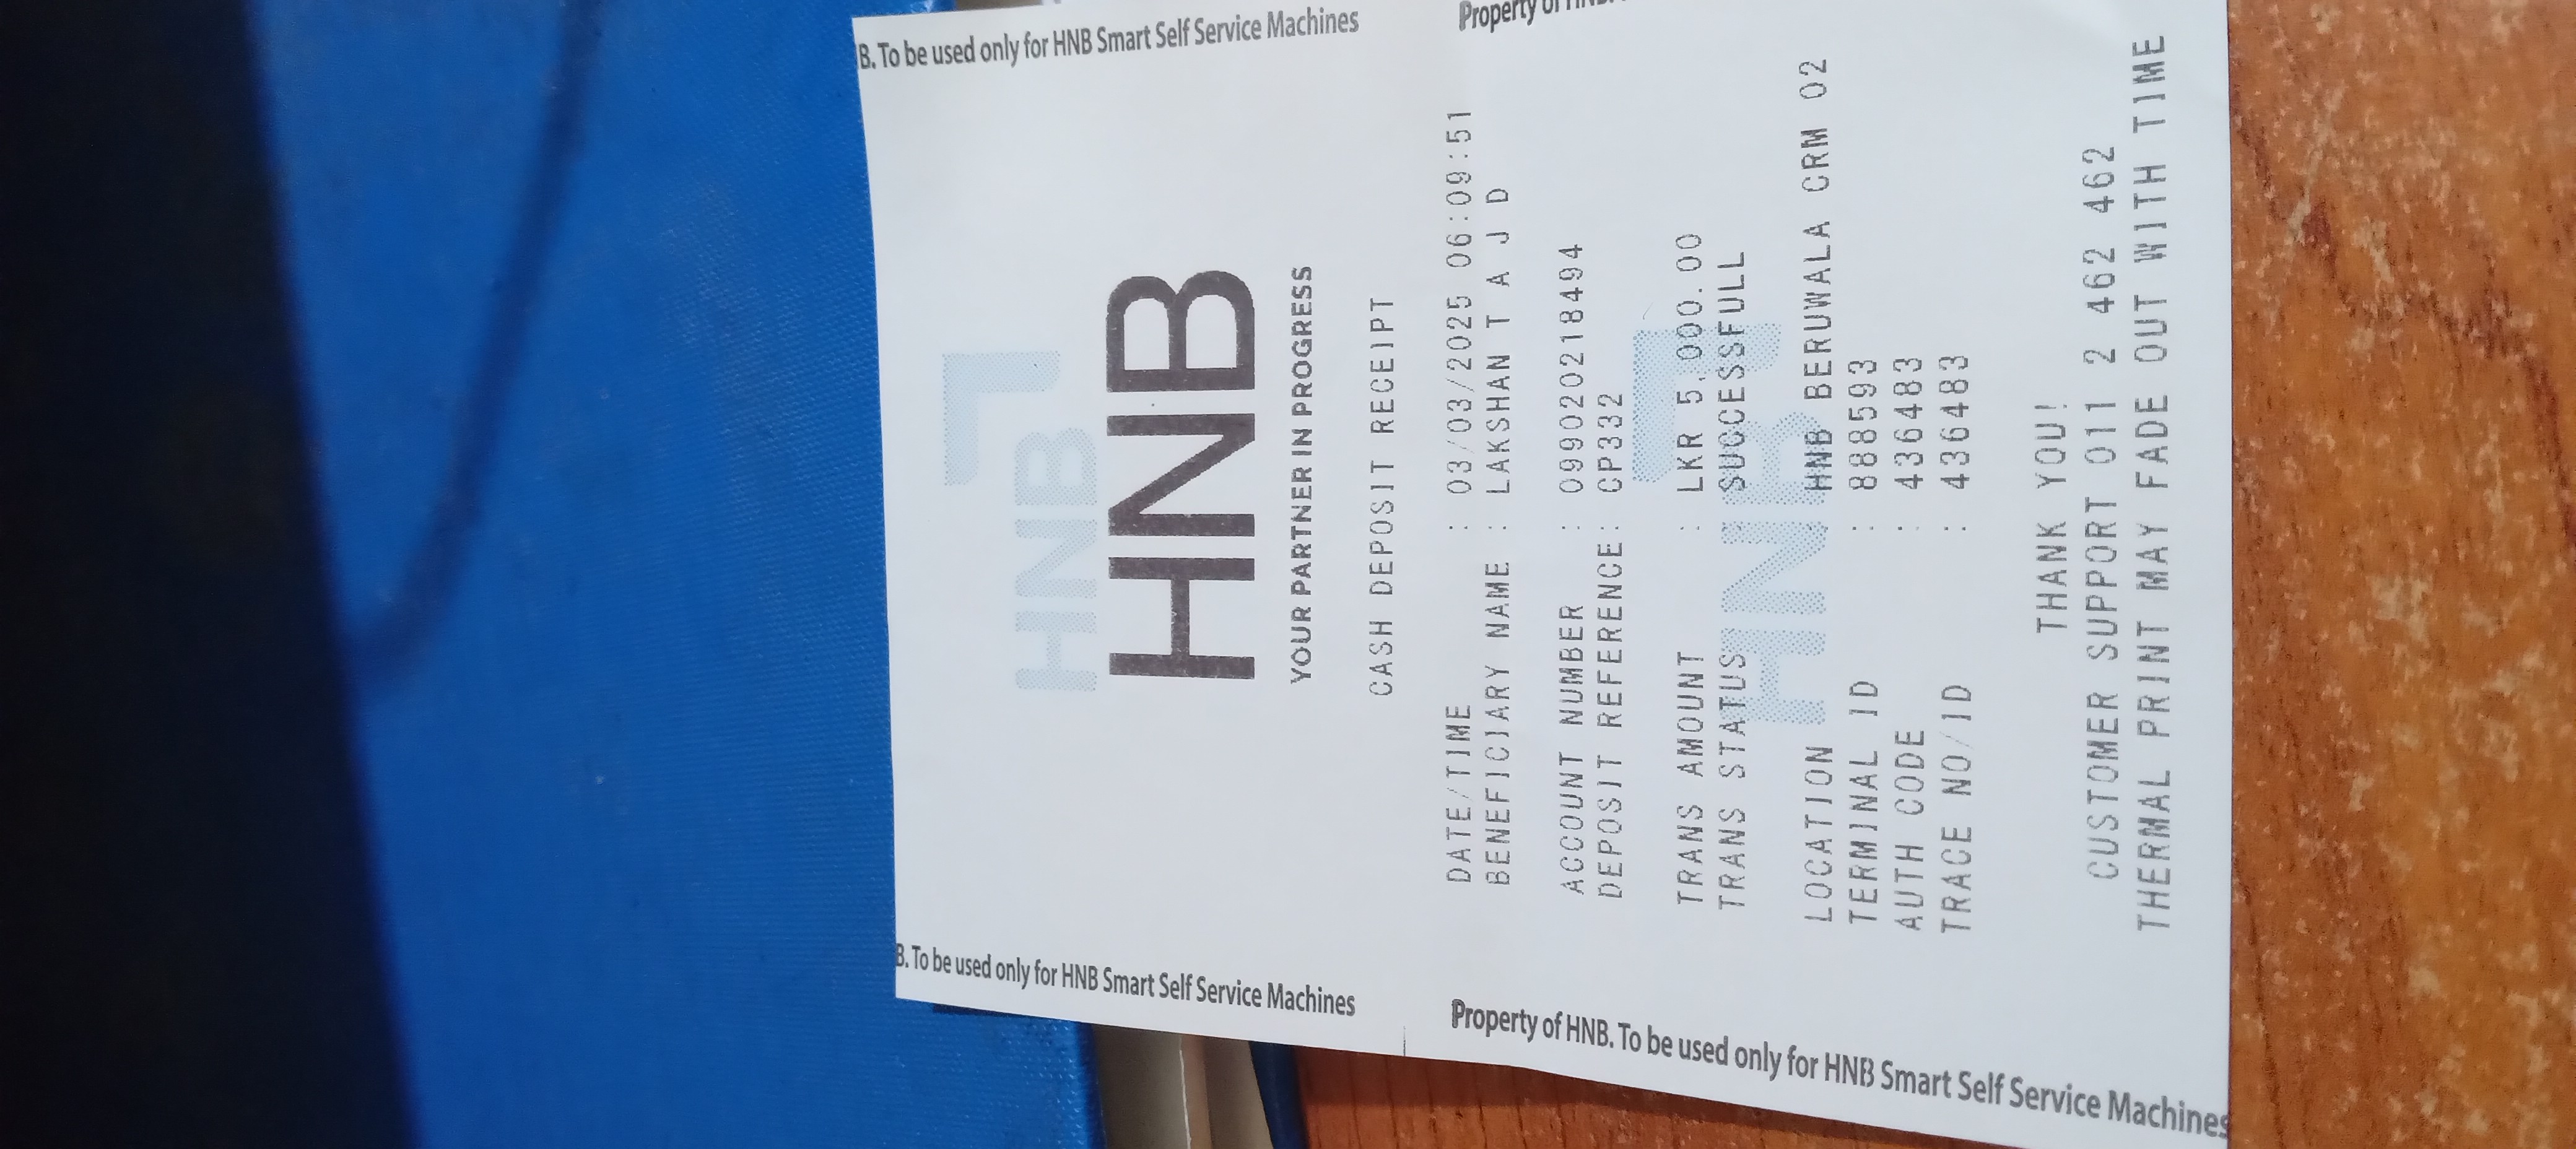 B. To be used only for HNB Smart Self Service Machines
Property of HNB.
HNB
HNB
YOUR PARTNER IN PROGRESS
CASH DEPOSIT RECEIPT
DATE/TIME : 03/03/2025 06:09:51
BENEFICIARY NAME : LAKSHAN T A J D
ACCOUNT NUMBER : 099020218494
DEPOSIT REFERENCE : CP332
TRANS AMOUNT : LKR 5,000.00
TRANS STATUS : SUCCESSFULL
HNB
LOCATION : HNB BERUWALA CRM 02
TERMINAL ID : 888593
AUTH CODE : 436483
TRACE NO/ID : 436483
THANK YOU!
CUSTOMER SUPPORT 011 2 462 462
THERMAL PRINT MAY FADE OUT WITH TIME
B. To be used only for HNB Smart Self Service Machines
Property of HNB. To be used only for HNB Smart Self Service Machines